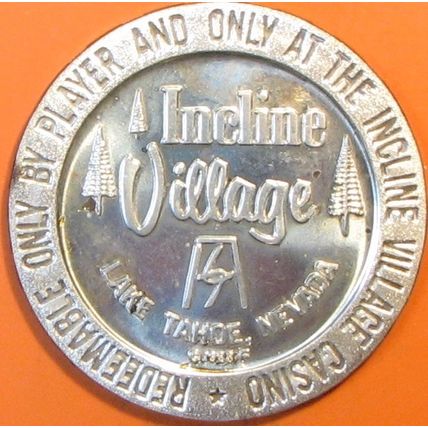 REDEEMABLE ONLY BY PLAYER AND ONLY AT THE INCLINE VILLAGE CASINO
Incline
Village
LAKE TAHOE, NEVADA